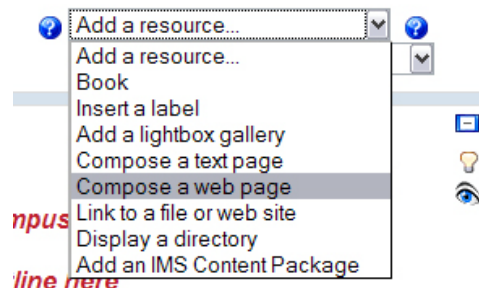 Add a resource...
Add a resource...
Book
Insert a label
Add a lightbox gallery
Compose a text page
Compose a web page
Link to a file or web site
Display a directory
Add an IMS Content Package
here